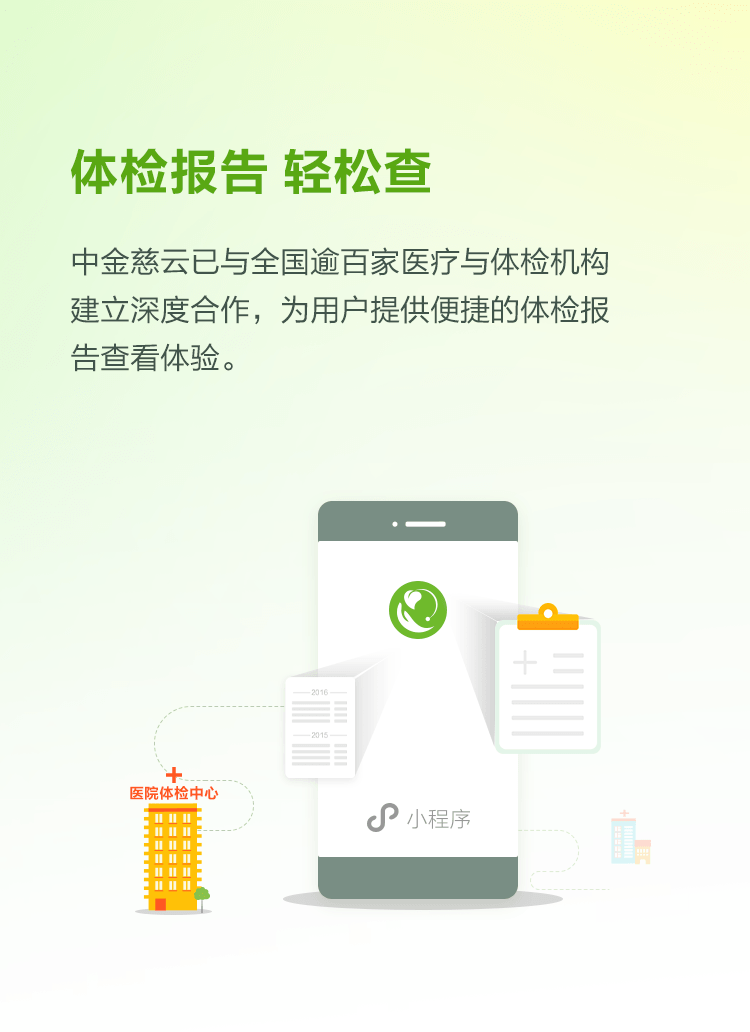 体检报告 轻松查
中金慈云已与全国逾百家医疗与体检机构
建立深度合作，为用户提供便捷的体检报
告查看体验。
2016
2015
医院体检中心
小程序